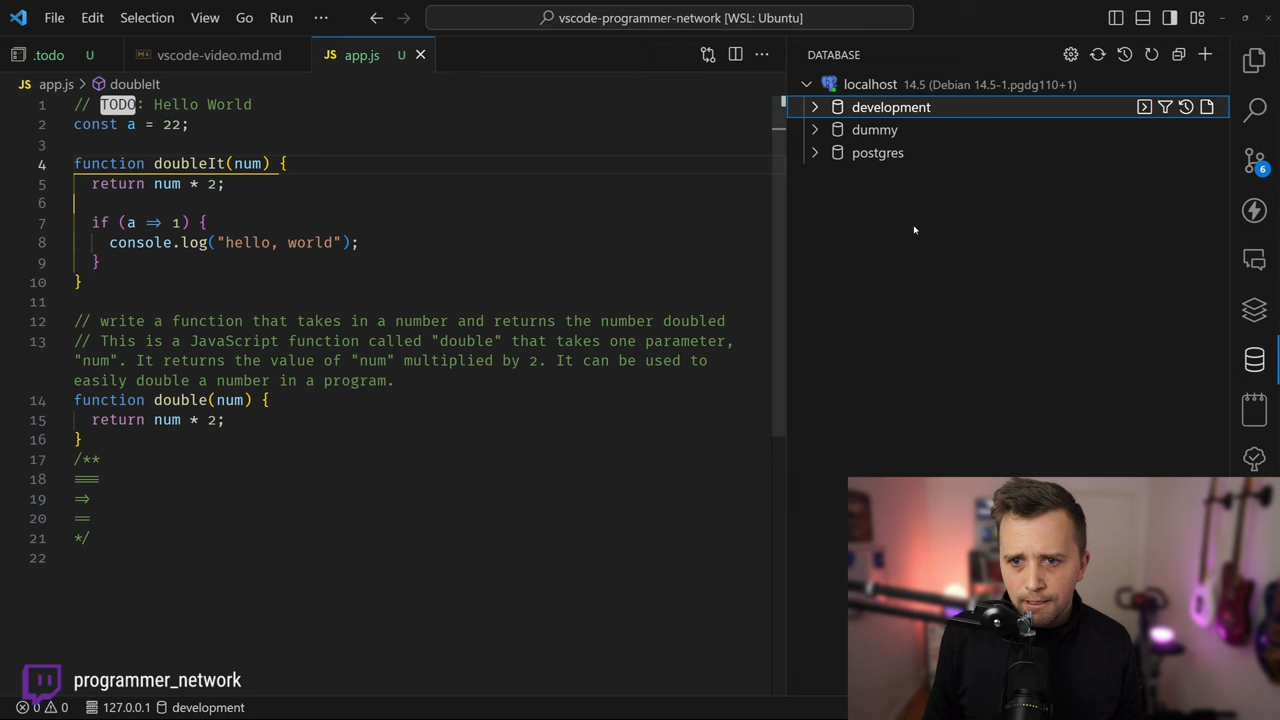 File Edit Selection View Go Run ···
vscode-programmer-network [WSL: Ubuntu]
.todo U
vscode-video.md.md
JS app.js U
JS app.js > doubleIt
1 // TODO: Hello World
2 const a = 22;
3
4 function doubleIt(num) {
5 return num * 2;
6
7 if (a => 1) {
8 console.log("hello, world");
9 }
10 }
11
12 // write a function that takes in a number and returns the number doubled
13 // This is a JavaScript function called "double" that takes one parameter,
"num". It returns the value of "num" multiplied by 2. It can be used to
easily double a number in a program.
14 function double(num) {
15 return num * 2;
16 }
17 /**
18 ===
19 =>
20 ==
21 */
22
DATABASE
localhost 14.5 (Debian 14.5-1.pgdg110+1)
development
dummy
postgres
6
programmer_network
0 0 127.0.0.1 development